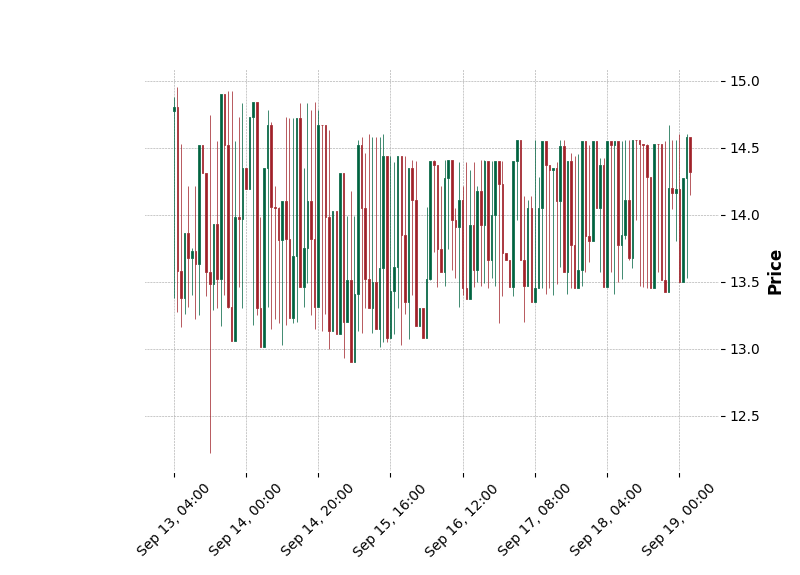 15.0
14.5
14.0
13.5
13.0
12.5
Price
Sep 13, 04:00
Sep 14, 00:00
Sep 14, 20:00
Sep 15, 16:00
Sep 16, 12:00
Sep 17, 08:00
Sep 18, 04:00
Sep 19, 00:00